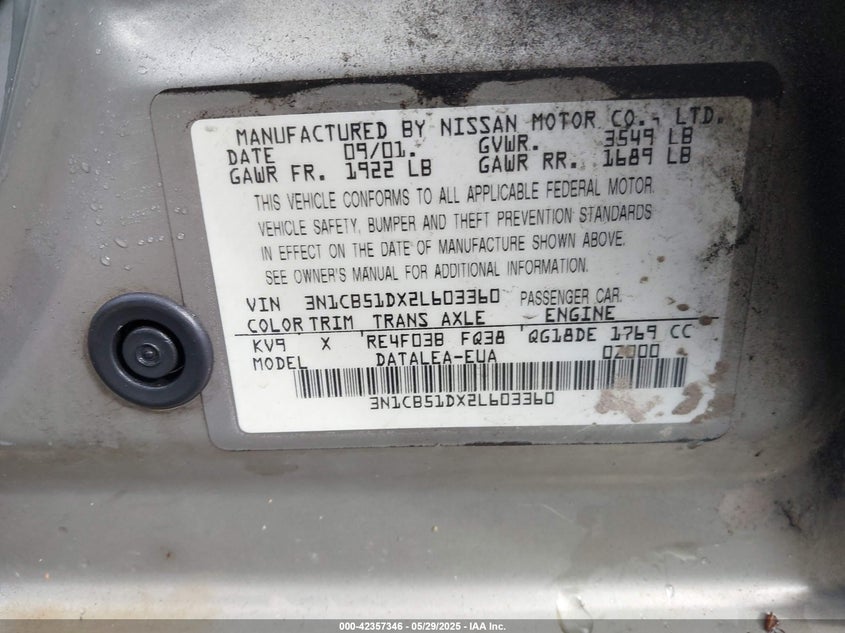 MANUFACTURED BY NISSAN MOTOR CO., LTD.
DATE 09/01. GVWR. 3549 LB
GAWR FR. 1922 LB GAWR RR. 1689 LB
THIS VEHICLE CONFORMS TO ALL APPLICABLE FEDERAL MOTOR
VEHICLE SAFETY, BUMPER AND THEFT PREVENTION STANDARDS
IN EFFECT ON THE DATE OF MANUFACTURE SHOWN ABOVE.
SEE OWNER'S MANUAL FOR ADDITIONAL INFORMATION.
VIN 3N1CB51DX2L603360 PASSENGER CAR
COLOR TRIM TRANS AXLE ENGINE
KV9 X RE4F03B FQ38 QG18DE 1769 CC
MODEL DATALEA-EUA
3N1CB51DX2L603360
000-42357346 — 05/29/2025 — IAA Inc.